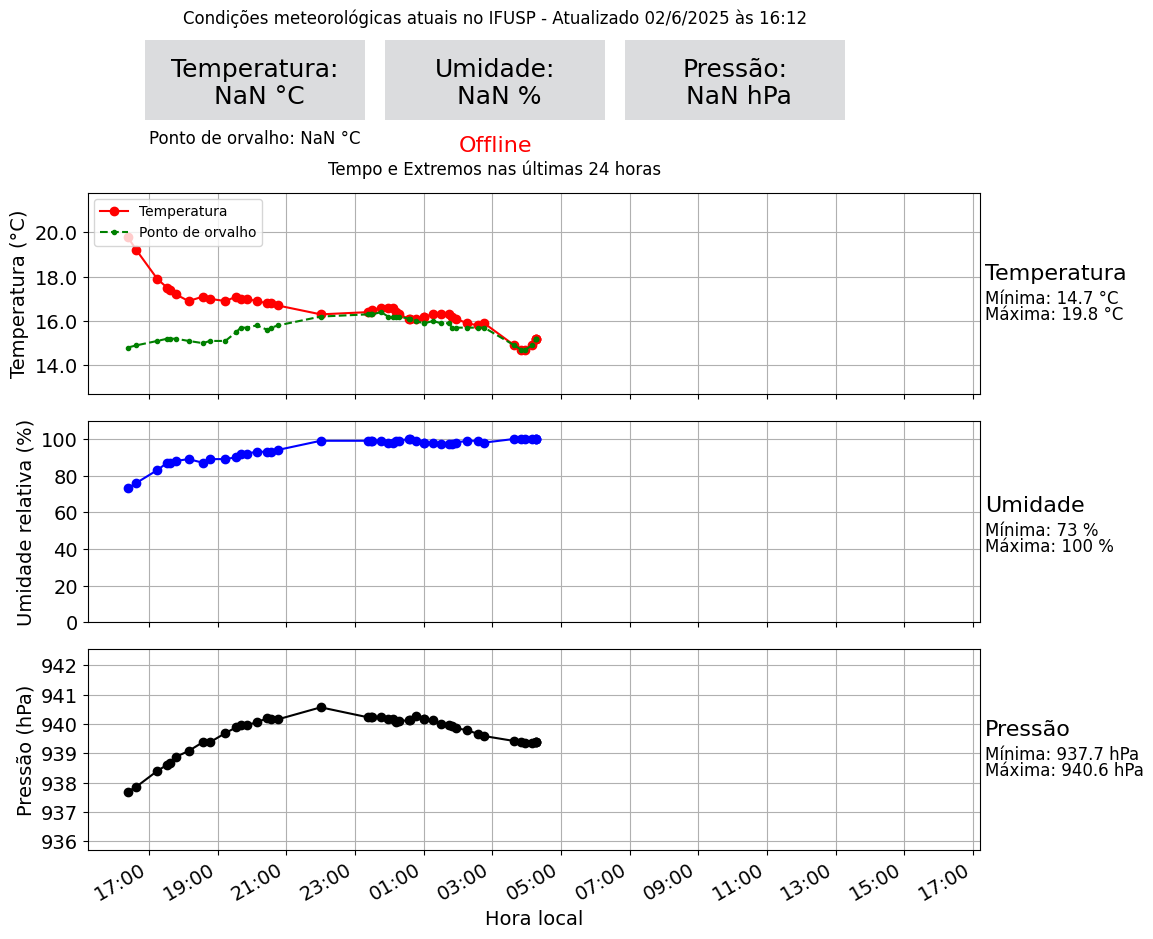 Condições meteorológicas atuais no IFUSP - Atualizado 02/6/2025 às 16:12
Temperatura:
NaN °C
Umidade:
NaN %
Pressão:
NaN hPa
Ponto de orvalho: NaN °C
Offline
Tempo e Extremos nas últimas 24 horas
Temperatura (°C)
20.0
18.0
16.0
14.0
Temperatura
Ponto de orvalho
Temperatura
Mínima: 14.7 °C
Máxima: 19.8 °C
Umidade relativa (%)
100
80
60
40
20
0
Umidade
Mínima: 73 %
Máxima: 100 %
Pressão (hPa)
942
941
940
939
938
937
936
Pressão
Mínima: 937.7 hPa
Máxima: 940.6 hPa
17:00
19:00
21:00
23:00
01:00
03:00
05:00
07:00
09:00
11:00
13:00
15:00
17:00
Hora local